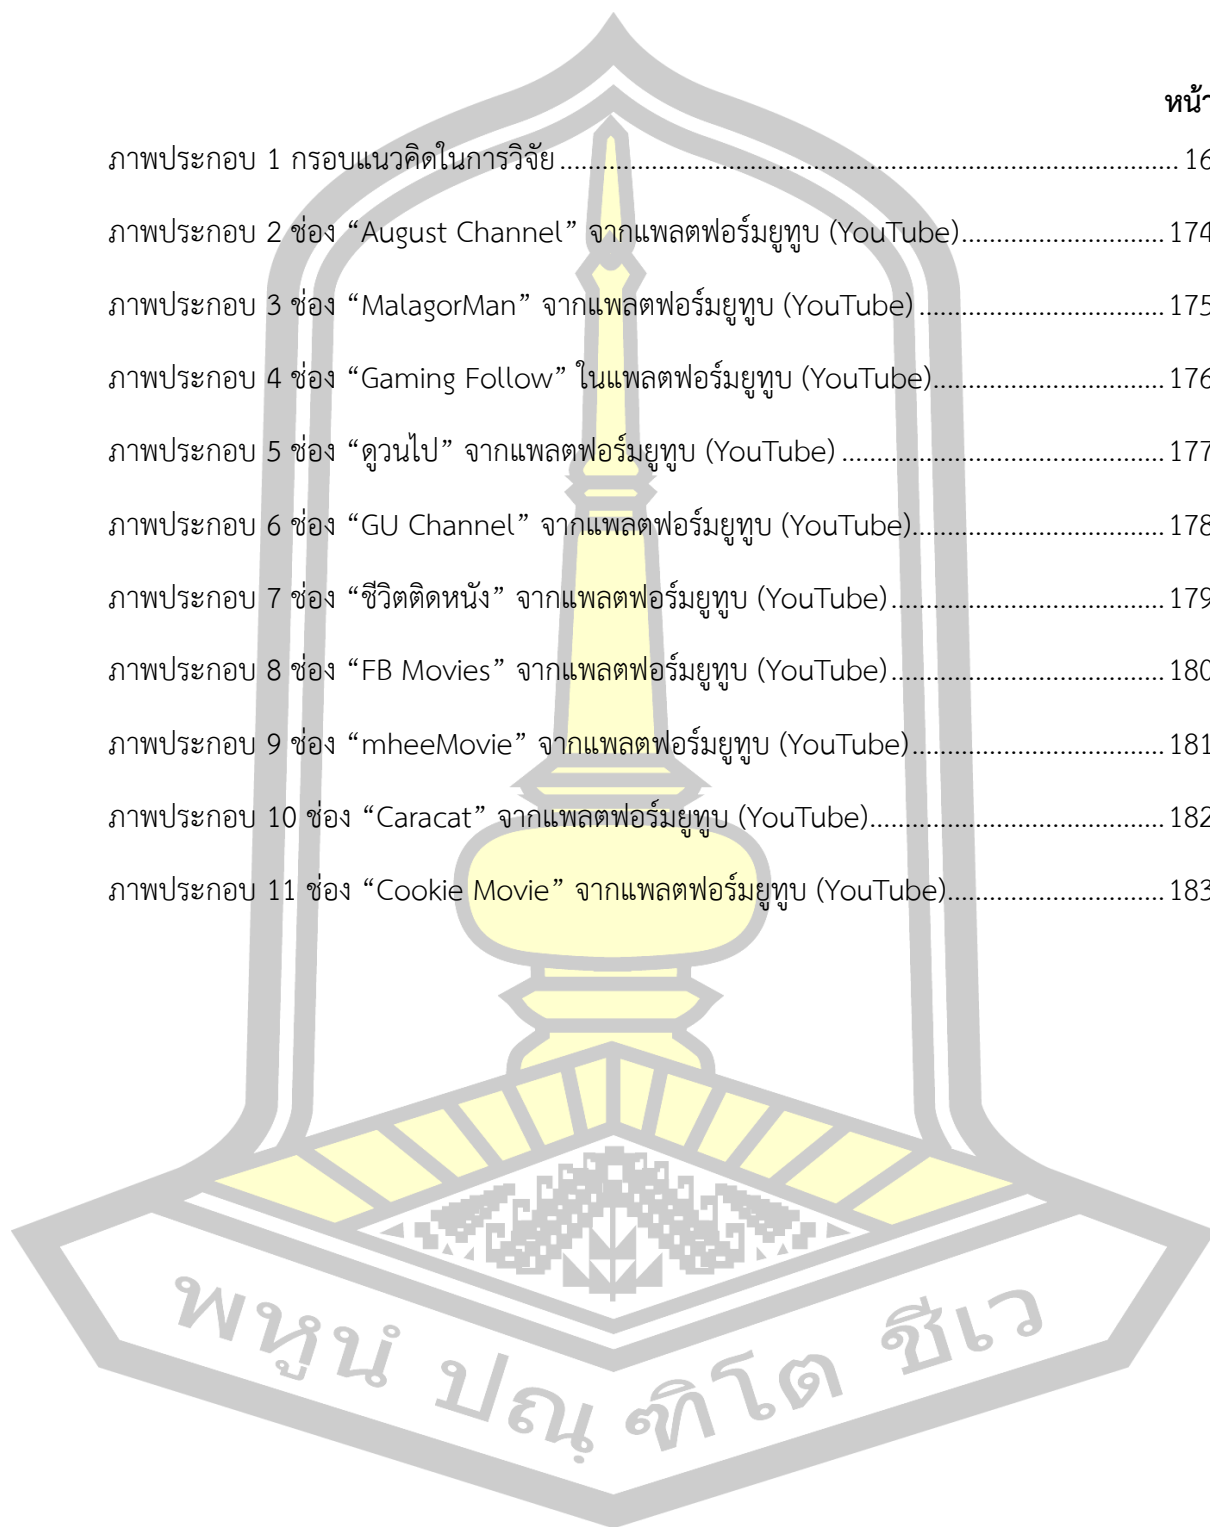 หน้า
ภาพประกอบ 1 กรอบแนวคิดในการวิจัย ........................................................................................ 16
ภาพประกอบ 2 ช่อง “August Channel” จากแพลตฟอร์มยูทูบ (YouTube)............................. 174
ภาพประกอบ 3 ช่อง “MalagorMan” จากแพลตฟอร์มยูทูบ (YouTube) ................................... 175
ภาพประกอบ 4 ช่อง “Gaming Follow” ในแพลตฟอร์มยูทูบ (YouTube)................................. 176
ภาพประกอบ 5 ช่อง “ดูวนไป” จากแพลตฟอร์มยูทูบ (YouTube) .............................................. 177
ภาพประกอบ 6 ช่อง “GU Channel” จากแพลตฟอร์มยูทูบ (YouTube).................................... 178
ภาพประกอบ 7 ช่อง “ชีวิตติดหนัง” จากแพลตฟอร์มยูทูบ (YouTube) ....................................... 179
ภาพประกอบ 8 ช่อง “FB Movies” จากแพลตฟอร์มยูทูบ (YouTube) ....................................... 180
ภาพประกอบ 9 ช่อง “mheeMovie” จากแพลตฟอร์มยูทูบ (YouTube).................................... 181
ภาพประกอบ 10 ช่อง “Caracat” จากแพลตฟอร์มยูทูบ (YouTube).......................................... 182
ภาพประกอบ 11 ช่อง “Cookie Movie” จากแพลตฟอร์มยูทูบ (YouTube)............................... 183
พหูนํ ปณฺฑิโต ชีเว